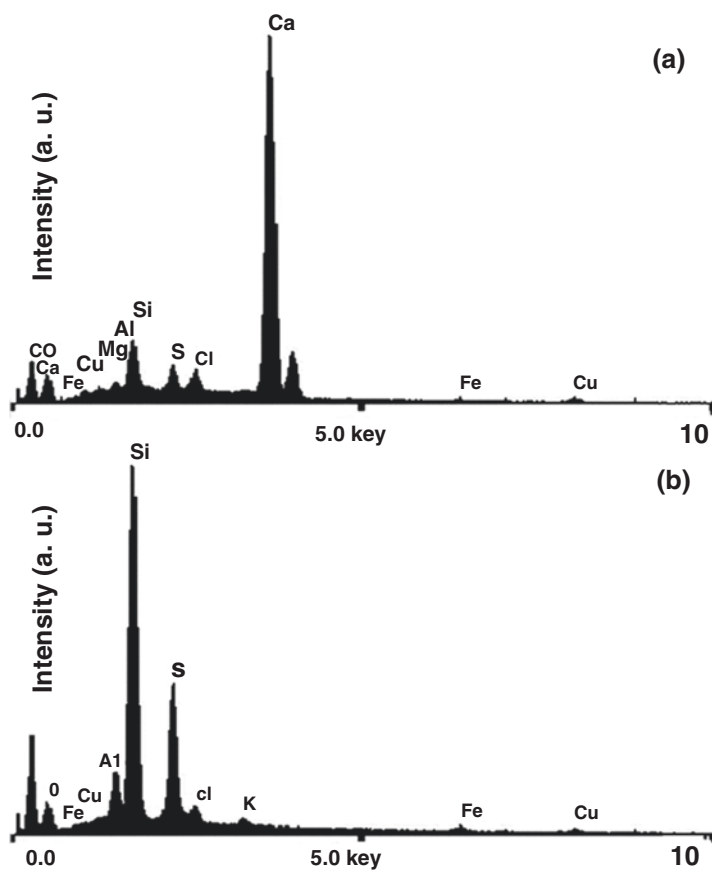 Ca
(a)
Intensity (a. u.)
Si
Al
CO
Mg
S
Cl
Ca
Cu
Fe
Fe
Cu
0.0
5.0 key
10
Si
(b)
Intensity (a. u.)
S
A1
0
Cu
cl
K
Fe
Fe
Cu
0.0
5.0 key
10